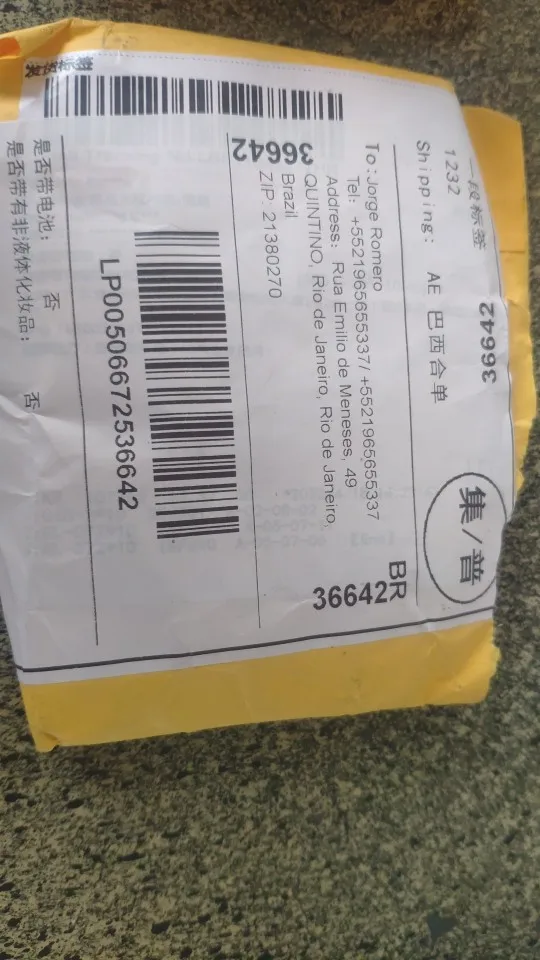 一段标签
36642
1232
Shipping: AE 巴西合单
集/普
To:Jorge Romero
Tel: +5521965655337/ +5521965655337
Address: Rua Emilio de Meneses, 49
QUINTINO, Rio de Janeiro, Rio de Janeiro,
Brazil
ZIP: 21380270
BR
36642
36642
LP00506672536642
是否带电池: 否
是否带有非液体化妆品: 否